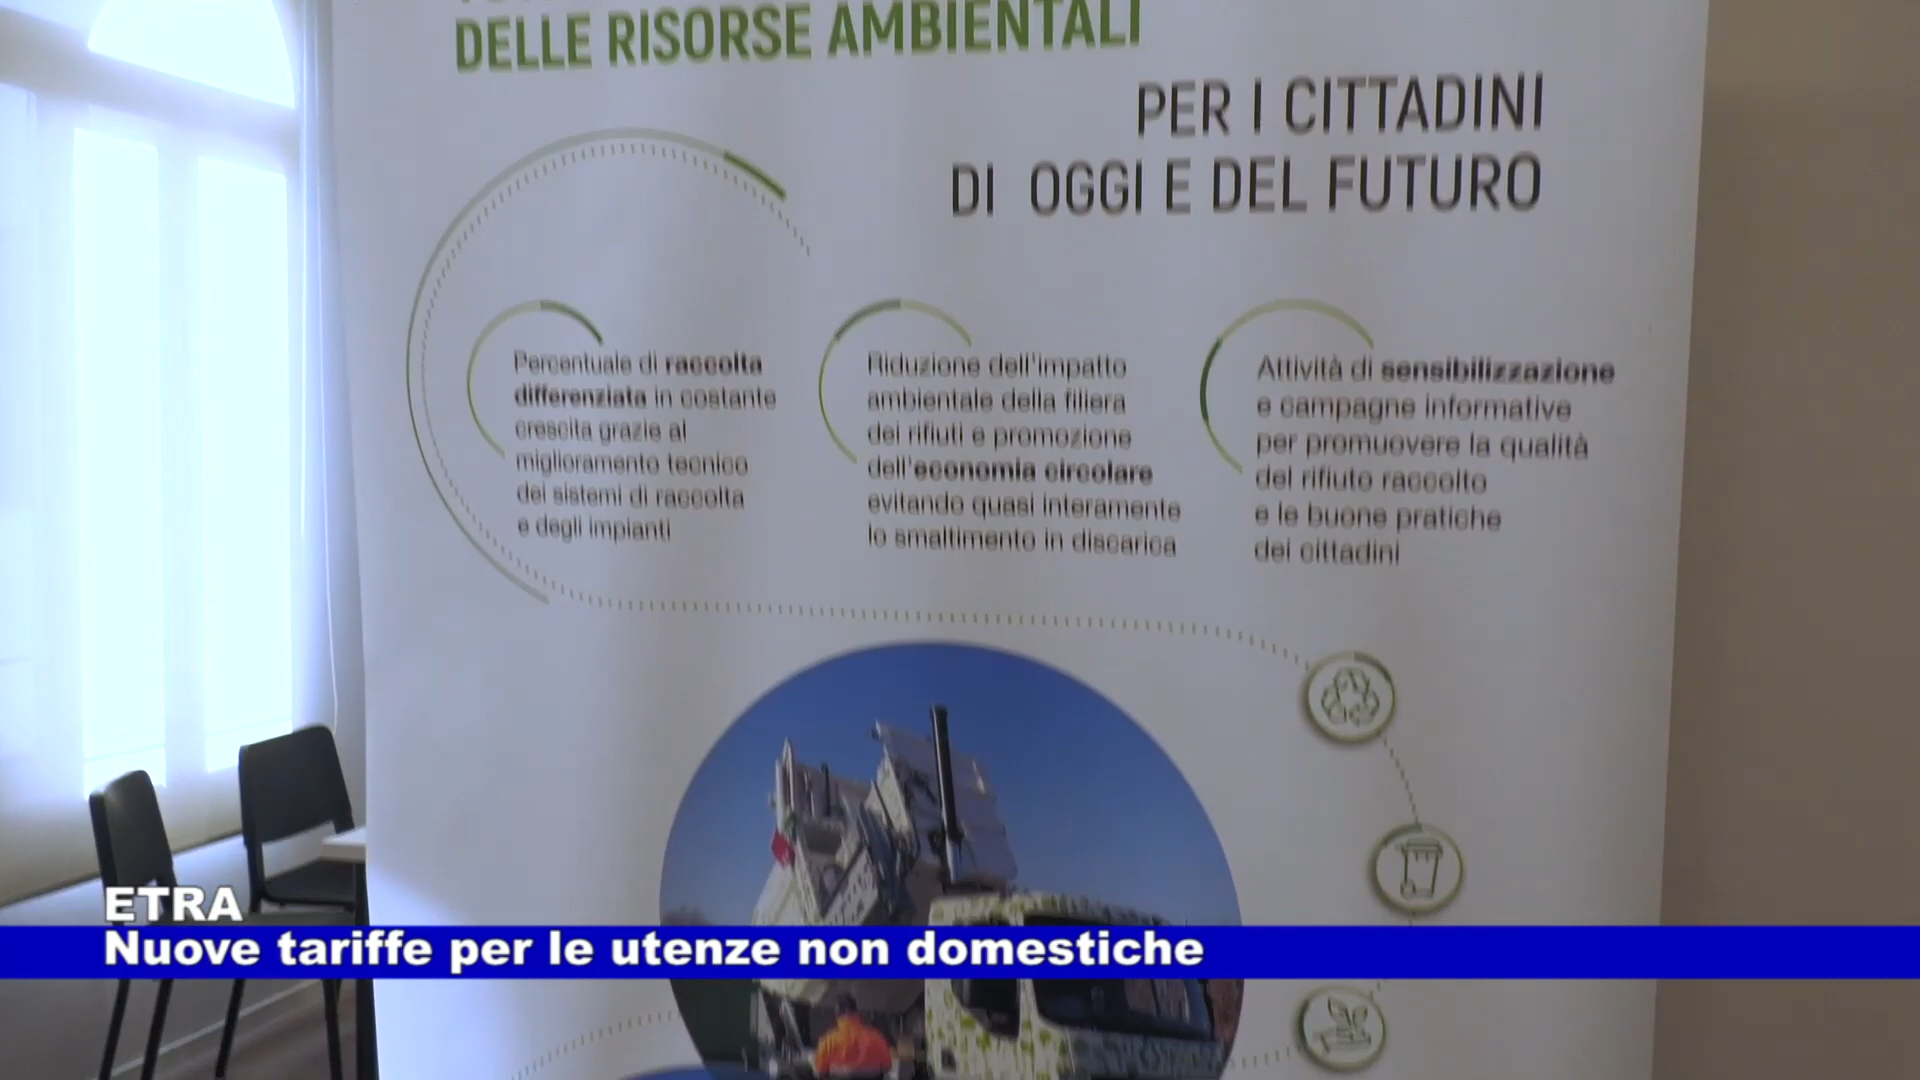 DELLE RISORSE AMBIENTALI
PER I CITTADINI
DI OGGI E DEL FUTURO
Percentuale di raccolta
differenziata in costante
crescita grazie al
miglioramento tecnico
dei sistemi di raccolta
e degli impianti
Riduzione dell'impatto
ambientale della filiera
dei rifiuti e promozione
dell'economia circolare
evitando quasi interamente
lo smaltimento in discarica
Attività di sensibilizzazione
e campagne informative
per promuovere la qualità
del rifiuto raccolto
e le buone pratiche
dei cittadini
ETRA
Nuove tariffe per le utenze non domestiche